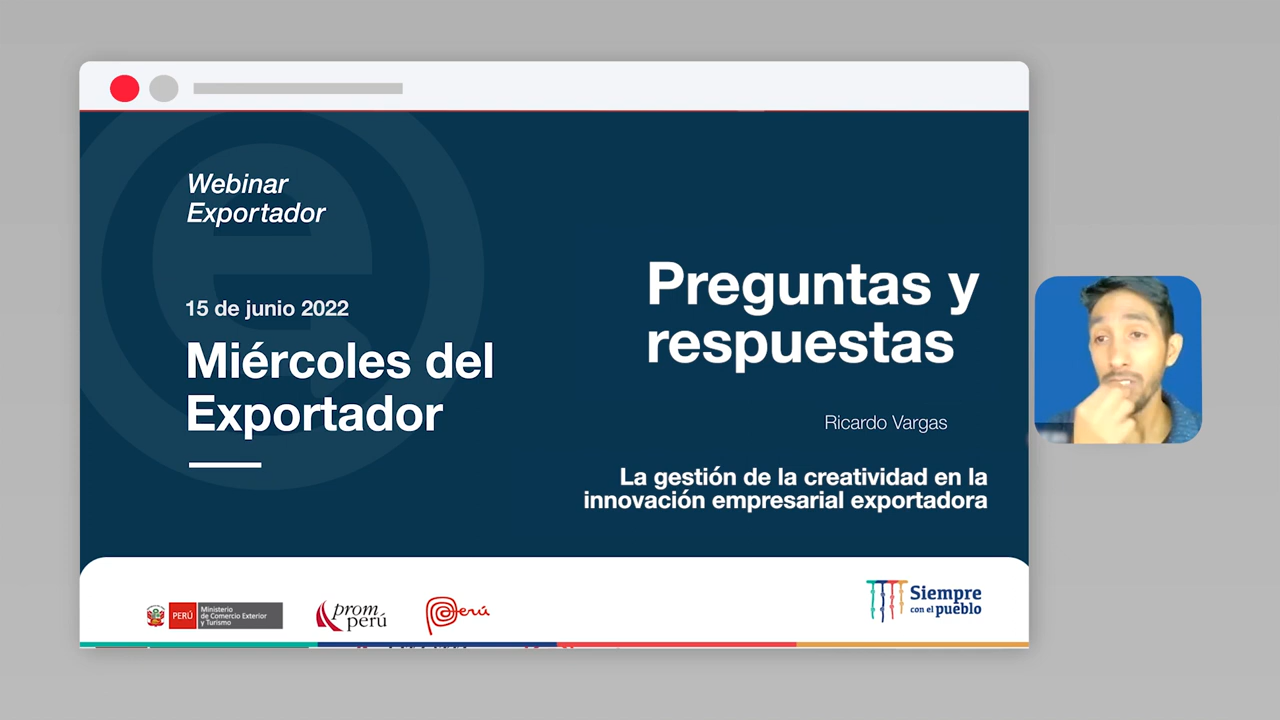 Webinar
Exportador
15 de junio 2022
Miércoles del
Exportador
Preguntas y
respuestas
Ricardo Vargas
La gestión de la creatividad en la
innovación empresarial exportadora
PERÚ
Ministerio
de Comercio Exterior
y Turismo
prom
perú
Perú
Siempre
con el pueblo